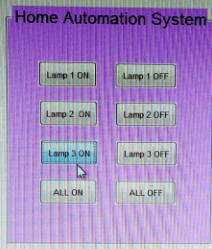 Home Automation System
Lamp 1 ON Lamp 1 OFF
Lamp 2 ON Lamp 2 OFF
Lamp 3 ON Lamp 3 OFF
ALL ON ALL OFF